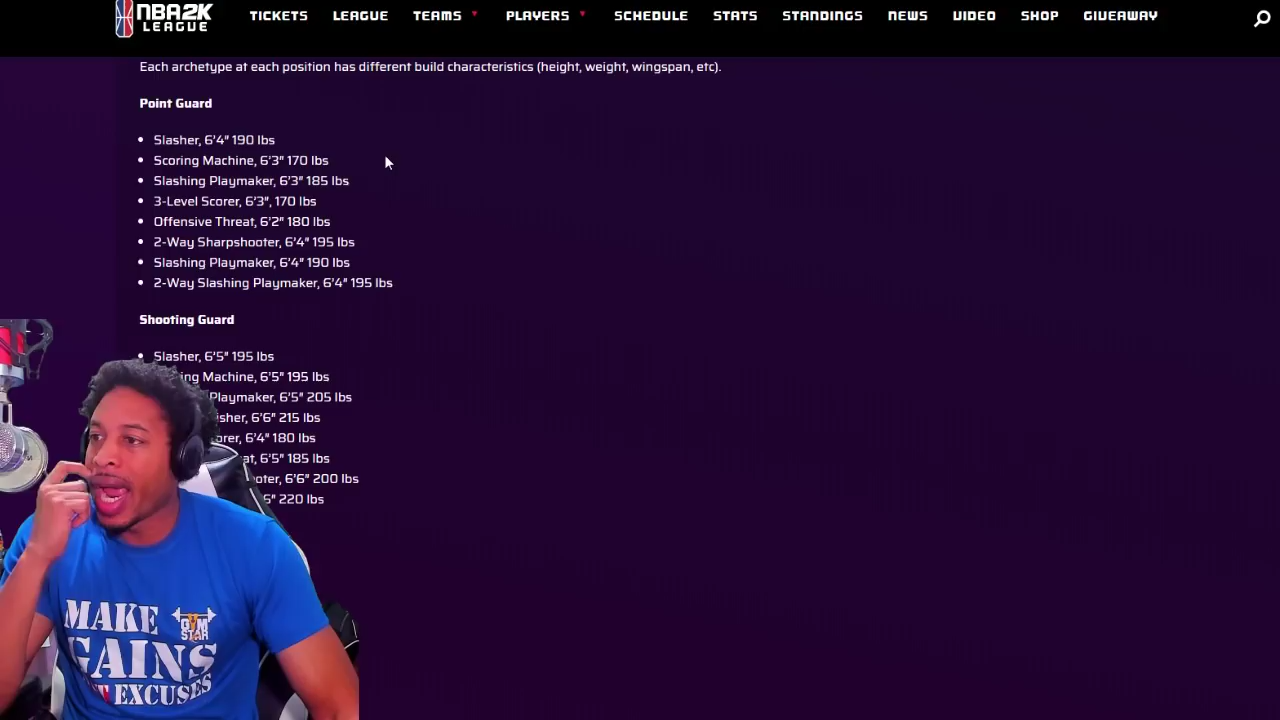 NBA2K
LEAGUE
TICKETS LEAGUE TEAMS PLAYERS SCHEDULE STATS STANDINGS NEWS VIDEO SHOP GIVEAWAY
Each archetype at each position has different build characteristics (height, weight, wingspan, etc).
Point Guard
Slasher, 6'4" 190 lbs
Scoring Machine, 6'3" 170 lbs
Slashing Playmaker, 6'3" 185 lbs
3-Level Scorer, 6'3", 170 lbs
Offensive Threat, 6'2" 180 lbs
2-Way Sharpshooter, 6'4" 195 lbs
Slashing Playmaker, 6'4" 190 lbs
2-Way Slashing Playmaker, 6'4" 195 lbs
Shooting Guard
Slasher, 6'5" 195 lbs
Machine, 6'5" 195 lbs
Playmaker, 6'5" 205 lbs
6'6" 215 lbs
6'4" 180 lbs
6'5" 185 lbs
6'6" 200 lbs
220 lbs
MAKE
GYM
STAR
GAINS
EXCUSES